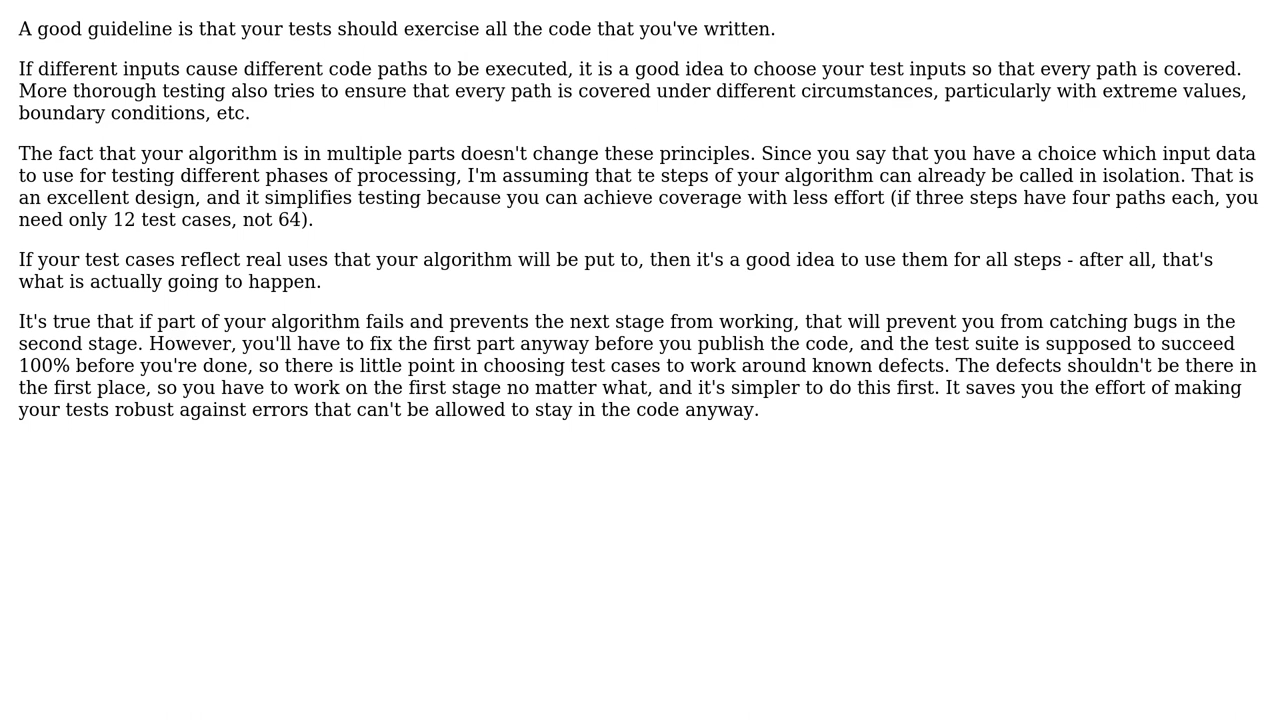 A good guideline is that your tests should exercise all the code that you've written.
If different inputs cause different code paths to be executed, it is a good idea to choose your test inputs so that every path is covered.
More thorough testing also tries to ensure that every path is covered under different circumstances, particularly with extreme values,
boundary conditions, etc.
The fact that your algorithm is in multiple parts doesn't change these principles. Since you say that you have a choice which input data
to use for testing different phases of processing, I'm assuming that te steps of your algorithm can already be called in isolation. That is
an excellent design, and it simplifies testing because you can achieve coverage with less effort (if three steps have four paths each, you
need only 12 test cases, not 64).
If your test cases reflect real uses that your algorithm will be put to, then it's a good idea to use them for all steps - after all, that's
what is actually going to happen.
It's true that if part of your algorithm fails and prevents the next stage from working, that will prevent you from catching bugs in the
second stage. However, you'll have to fix the first part anyway before you publish the code, and the test suite is supposed to succeed
100% before you're done, so there is little point in choosing test cases to work around known defects. The defects shouldn't be there in
the first place, so you have to work on the first stage no matter what, and it's simpler to do this first. It saves you the effort of making
your tests robust against errors that can't be allowed to stay in the code anyway.